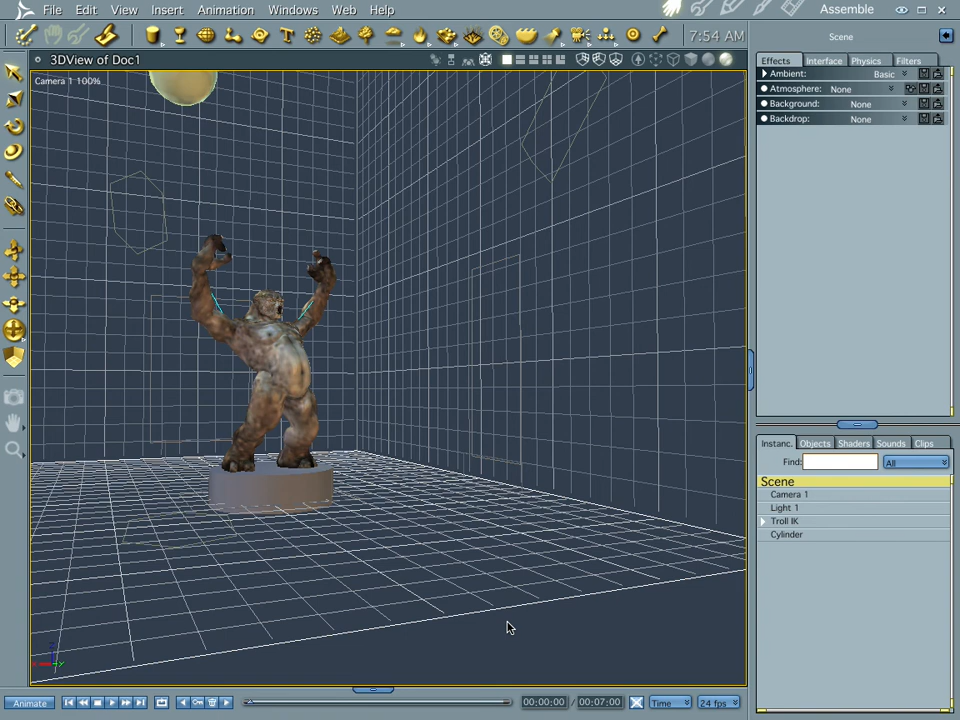 File Edit View Insert Animation Windows Web Help Assemble
7:54 AM
3DView of Doc1
Camera 1 100%
Scene
Effects Interface Physics Filters
Ambient: Basic
Atmosphere: None
Background: None
Backdrop: None
Instanc. Objects Shaders Sounds Clips
Find: All
Scene
Camera 1
Light 1
Troll IK
Cylinder
Animate 00:00:00 / 00:07:00 Time 24 fps